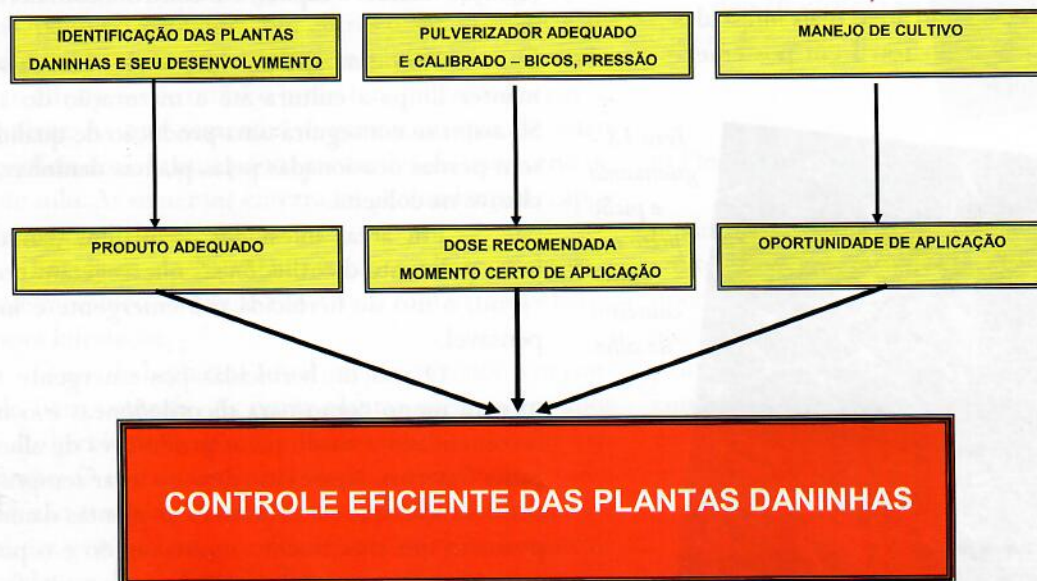 IDENTIFICAÇÃO DAS PLANTAS
DANINHAS E SEU DESENVOLVIMENTO
PULVERIZADOR ADEQUADO
E CALIBRADO – BICOS, PRESSÃO
MANEJO DE CULTIVO
PRODUTO ADEQUADO
DOSE RECOMENDADA
MOMENTO CERTO DE APLICAÇÃO
OPORTUNIDADE DE APLICAÇÃO
CONTROLE EFICIENTE DAS PLANTAS DANINHAS